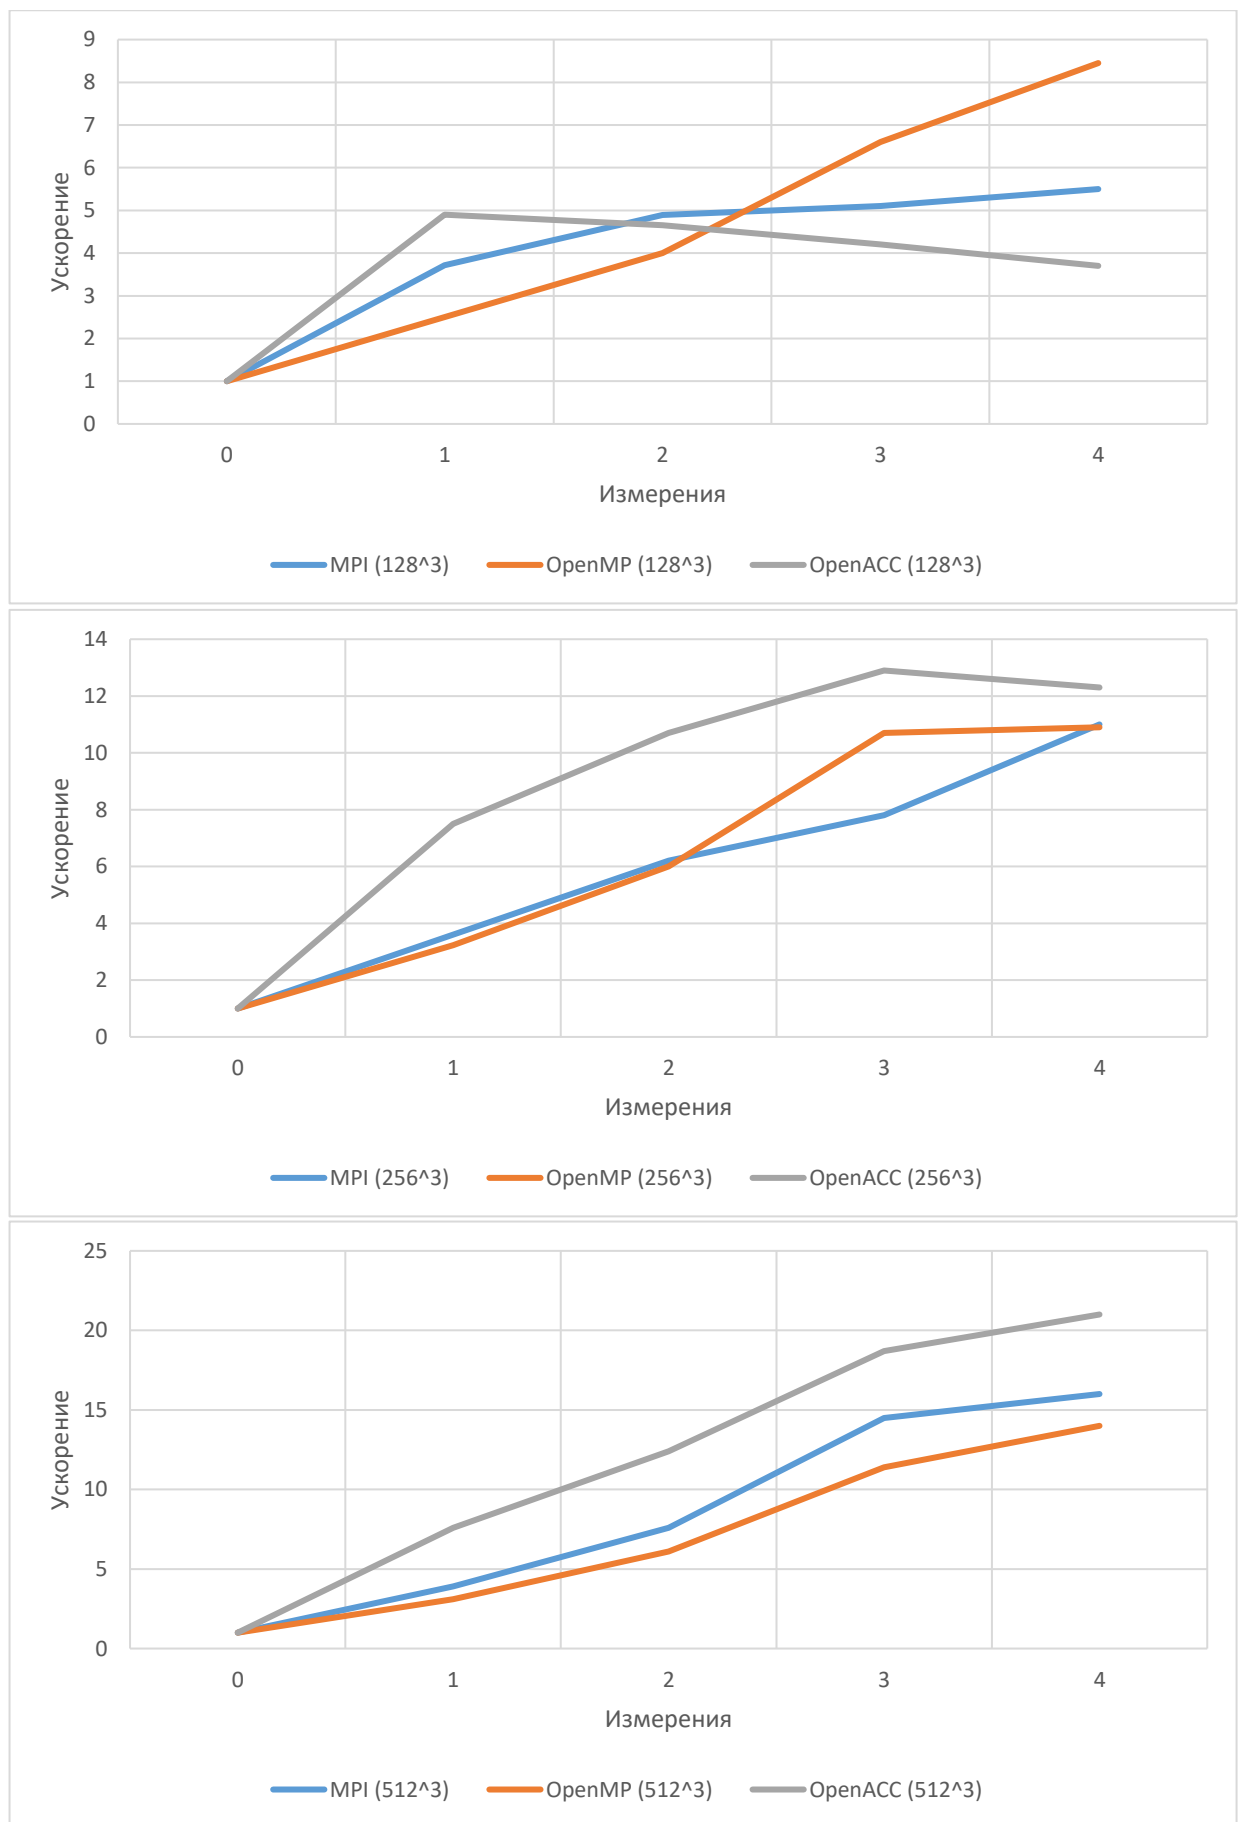 9
8
7
6
5
4
3
2
1
0
Ускорение
0 1 2 3 4
Измерения
MPI (128^3) OpenMP (128^3) OpenACC (128^3)
14
12
10
8
6
4
2
0
Ускорение
0 1 2 3 4
Измерения
MPI (256^3) OpenMP (256^3) OpenACC (256^3)
25
20
15
10
5
0
Ускорение
0 1 2 3 4
Измерения
MPI (512^3) OpenMP (512^3) OpenACC (512^3)